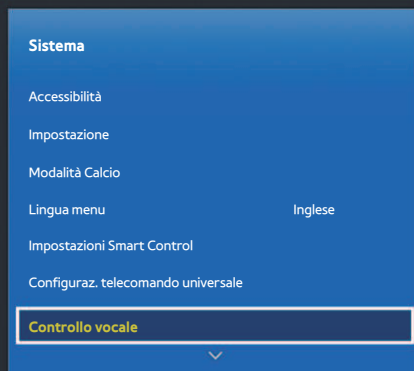 Sistema
Accessibilità
Impostazione
Modalità Calcio
Lingua menu Inglese
Impostazioni Smart Control
Configuraz. telecomando universale
Controllo vocale